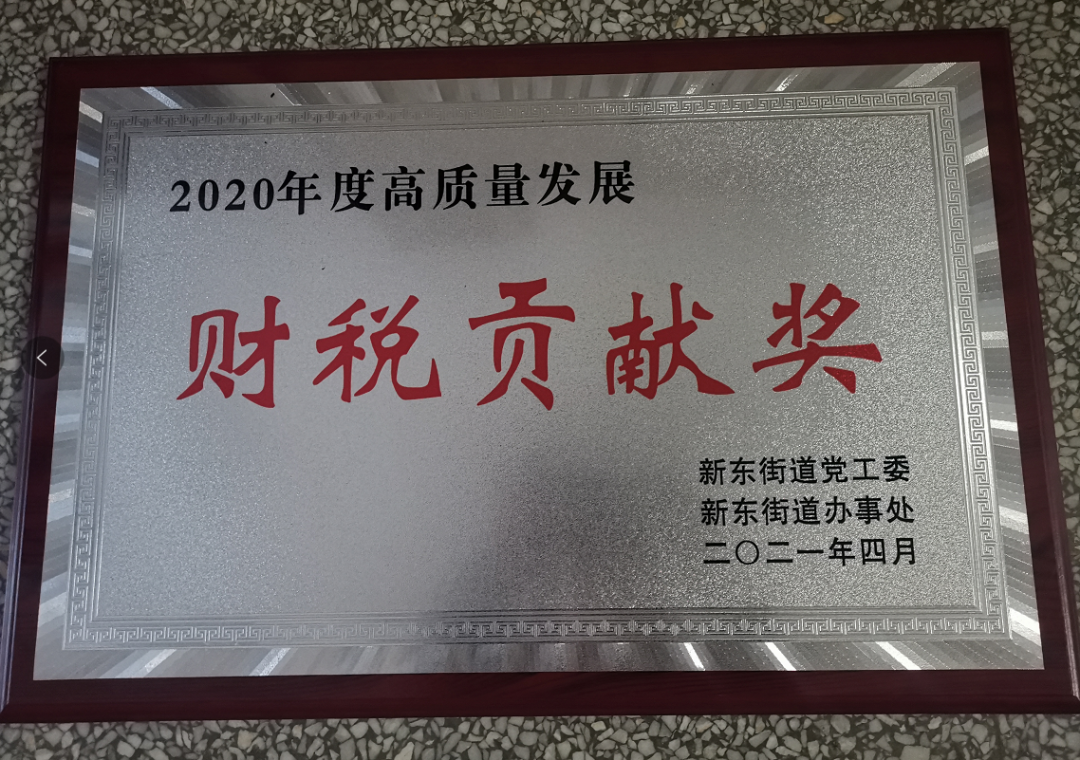 2020年度高质量发展
财税贡献奖
新东街道党工委
新东街道办事处
二〇二一年四月